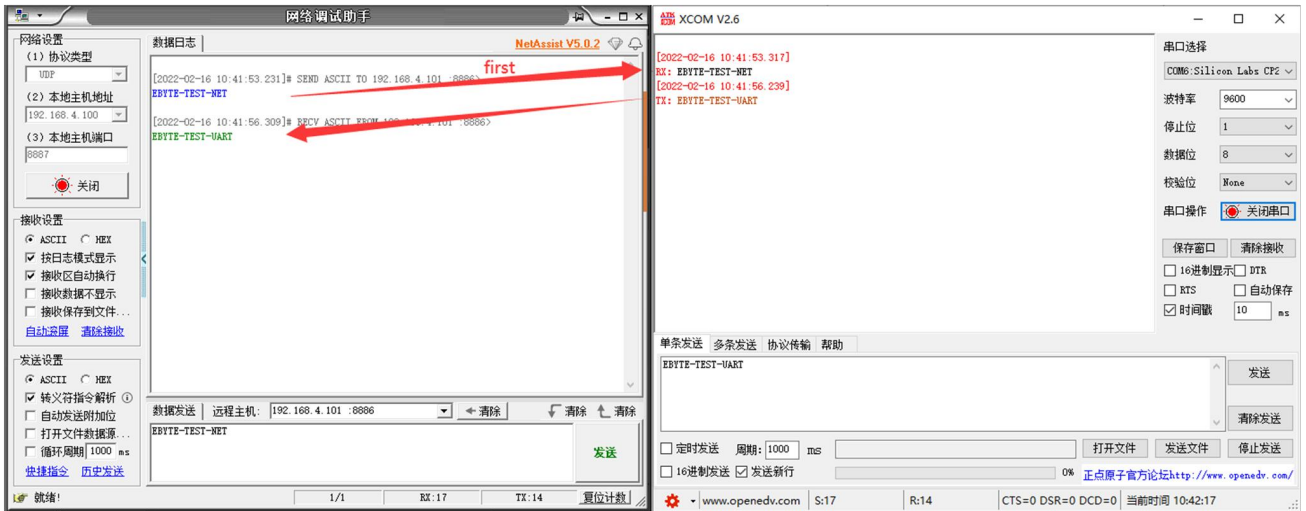 网络调试助手
网络设置
(1) 协议类型
UDP
(2) 本地主机地址
192.168.4.100
(3) 本地主机端口
8887
关闭
接收设置
ASCII HEX
按日志模式显示
接收区自动换行
接收数据不显示
接收保存到文件...
自动滚屏 清除接收
发送设置
ASCII HEX
转义符指令解析
自动发送附加位
打开文件数据源...
循环周期 1000 ms
快捷指令 历史发送
就绪!
数据日志
NetAssist V5.0.2
[2022-02-16 10:41:53.231]# SEND ASCII TO 192.168.4.101 :8886>
first
EBYTE-TEST-NET
[2022-02-16 10:41:56.309]# RECV ASCII FROM 192.168.4.101 :8886>
EBYTE-TEST-UART
数据发送 远程主机: 192.168.4.101 :8886 清除 清除 清除
EBYTE-TEST-NET
发送
1/1 RX:17 TX:14 复位计数
XCOM V2.6
[2022-02-16 10:41:53.317]
RX: EBYTE-TEST-NET
[2022-02-16 10:41:56.239]
TX: EBYTE-TEST-UART
串口选择
COM6:Silicon Labs CP2
波特率 9600
停止位 1
数据位 8
校验位 None
串口操作 关闭串口
保存窗口 清除接收
16进制显示 DTR
RTS 自动保存
时间戳 10 ms
单条发送 多条发送 协议传输 帮助
EBYTE-TEST-UART
发送
清除发送
定时发送 周期: 1000 ms 打开文件 发送文件 停止发送
16进制发送 发送新行 0% 正点原子官方论坛http://www.openedv.com/
www.openedv.com S:17 R:14 CTS=0 DSR=0 DCD=0 当前时间 10:42:17